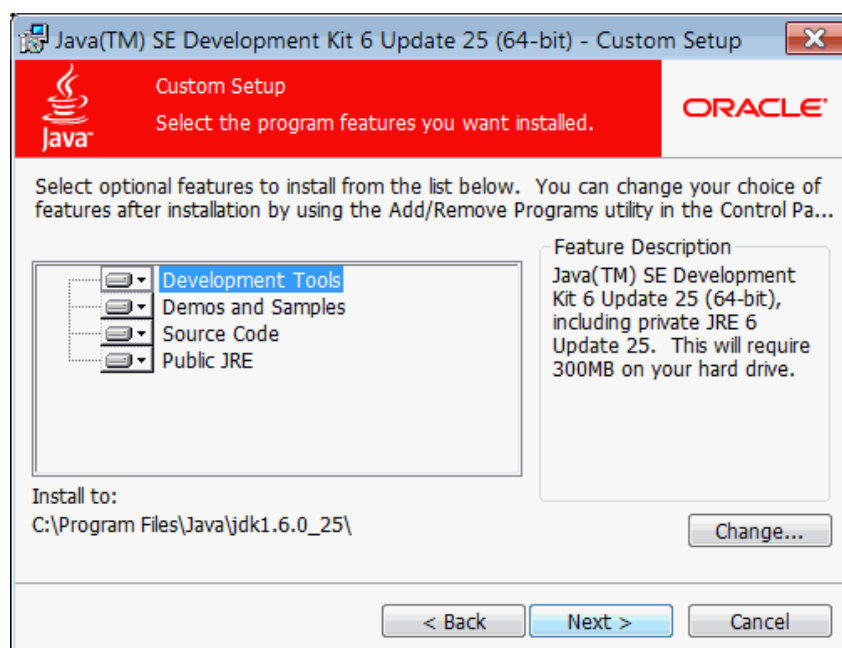 Java(TM) SE Development Kit 6 Update 25 (64-bit) - Custom Setup
Java™
Custom Setup
Select the program features you want installed.
ORACLE®
Select optional features to install from the list below. You can change your choice of
features after installation by using the Add/Remove Programs utility in the Control Pa...
Development Tools
Demos and Samples
Source Code
Public JRE
Feature Description
Java(TM) SE Development
Kit 6 Update 25 (64-bit),
including private JRE 6
Update 25. This will require
300MB on your hard drive.
Install to:
C:\Program Files\Java\jdk1.6.0_25\
Change...
< Back
Next >
Cancel